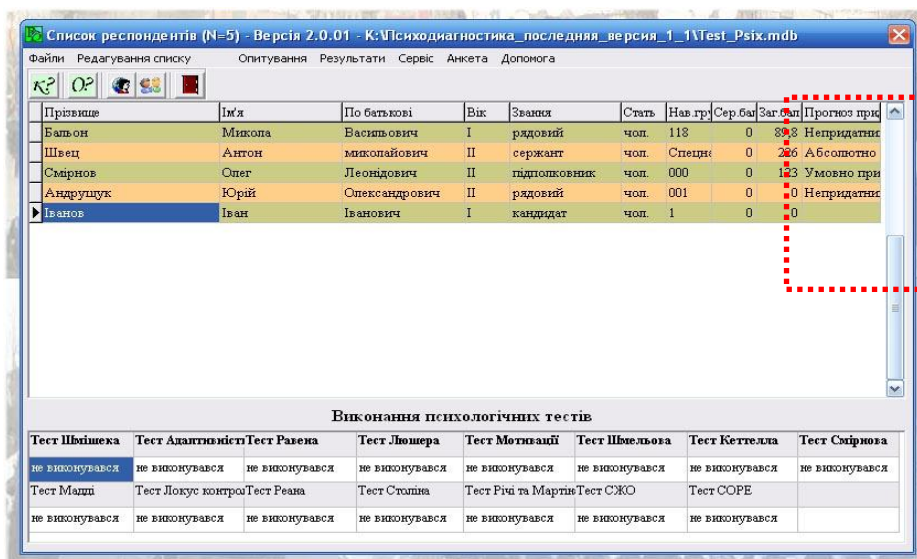 Список респондентів (N=5) - Версія 2.0.01 - K:\Психодиагностика_последняя_версия_1_1\Test_Psix.mdb
Файли Редагування списку Опитування Результати Сервіс Анкета Допомога
К? О?
Прізвище Ім'я По батькові Вік Звання Стать Нав.гру Сер.бал Заг.бал Прогноз при
Бальон Микола Васильович I рядовий чол. 118 0 89,8 Непридатни
Швец Антон миколайович II сержант чол. Спецна 0 226 Абсолютно
Смірнов Олег Леонідович II підполковник чол. 000 0 123 Умовно при
Андрущук Юрій Олександрович II рядовий чол. 001 0 0 Непридатни
Іванов Іван Іванович I кандидат чол. 1 0 0
Виконання психологічних тестів
Тест Шмішека Тест Адаптивністі Тест Равена Тест Люшера Тест Мотивації Тест Шмельова Тест Кеттелла Тест Смірнова
не виконувався не виконувався не виконувався не виконувався не виконувався не виконувався не виконувався не виконувався
Тест Мадді Тест Локус контрол Тест Реана Тест Століна Тест Річі та Мартін Тест СЖО Тест COPE
не виконувався не виконувався не виконувався не виконувався не виконувався не виконувався не виконувався